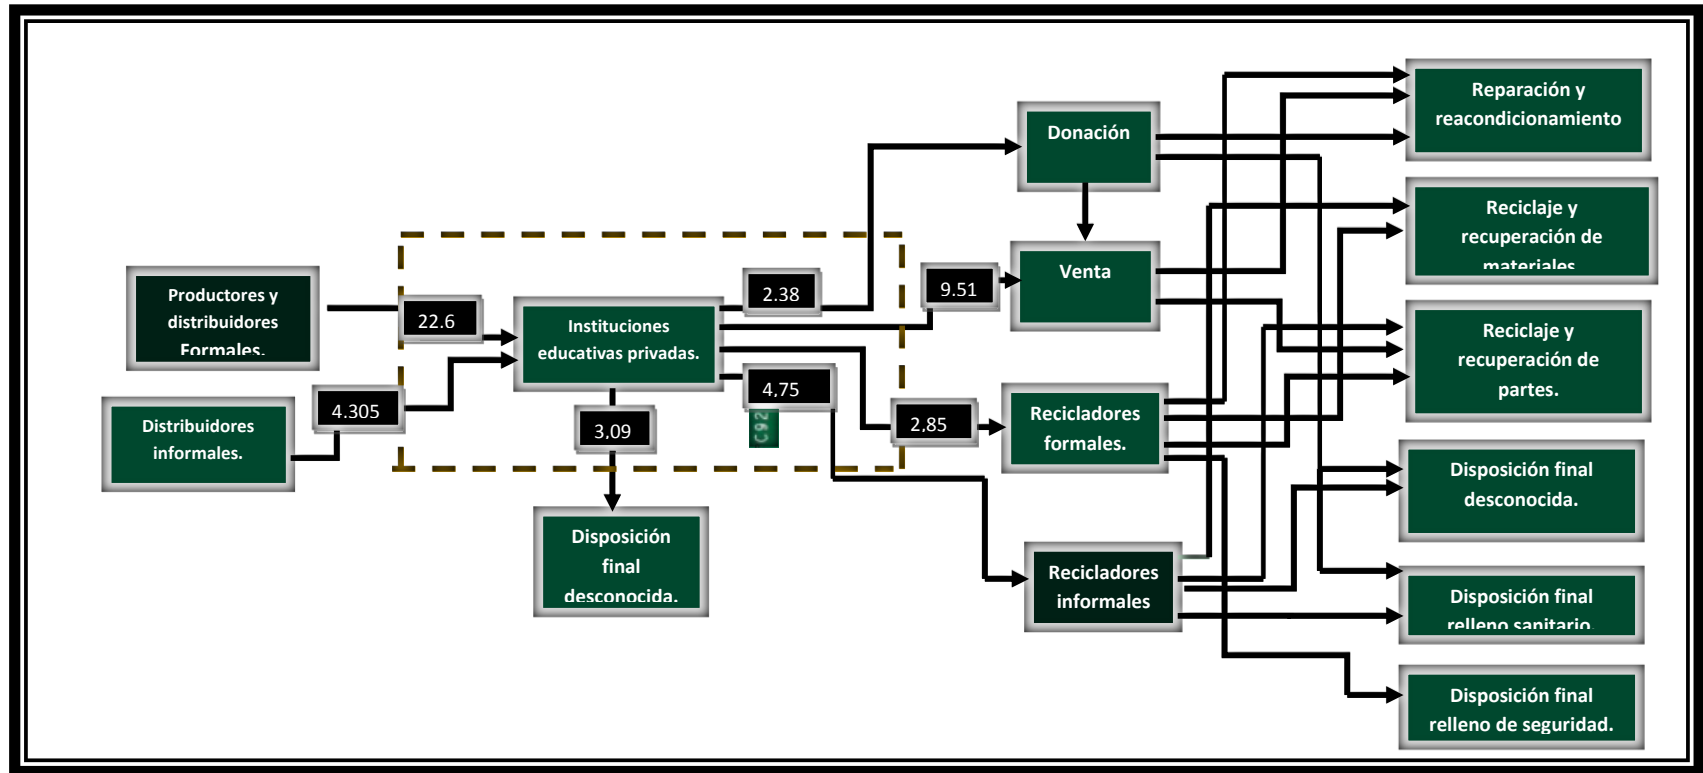 Productores y
distribuidores
Formales.
Distribuidores
informales.
22.6
4.305
Instituciones
educativas privadas.
2.38
9.51
4,75
C92
3,09
2,85
Disposición
final
desconocida.
Donación
Venta
Recicladores
formales.
Recicladores
informales
Reparación y
reacondicionamiento
Reciclaje y
recuperación de
materiales
Reciclaje y
recuperación de
partes.
Disposición final
desconocida.
Disposición final
relleno sanitario.
Disposición final
relleno de seguridad.